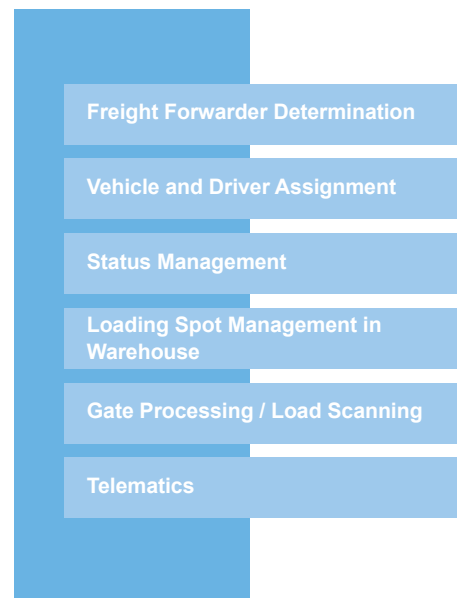 Freight Forwarder Determination
Vehicle and Driver Assignment
Status Management
Loading Spot Management in
Warehouse
Gate Processing / Load Scanning
Telematics